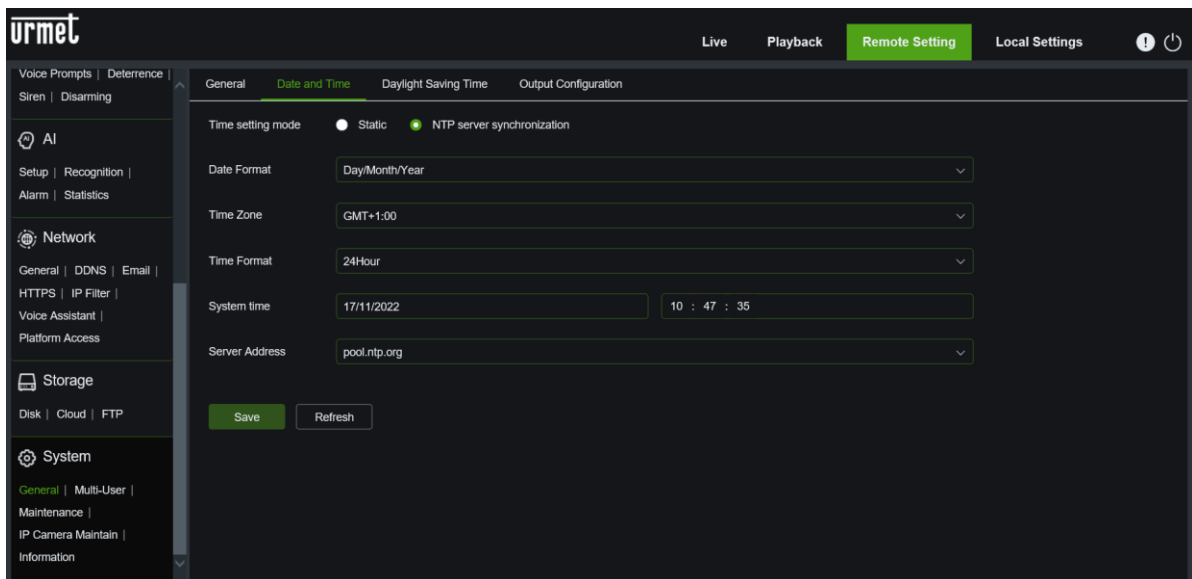 urmet
Live Playback Remote Setting Local Settings
Voice Prompts | Deterrence |
Siren | Disarming
AI
Setup | Recognition |
Alarm | Statistics
Network
General | DDNS | Email |
HTTPS | IP Filter |
Voice Assistant |
Platform Access
Storage
Disk | Cloud | FTP
System
General | Multi-User |
Maintenance |
IP Camera Maintain |
Information
General Date and Time Daylight Saving Time Output Configuration
Time setting mode Static NTP server synchronization
Date Format Day/Month/Year
Time Zone GMT+1:00
Time Format 24Hour
System time 17/11/2022 10 : 47 : 35
Server Address pool.ntp.org
Save Refresh